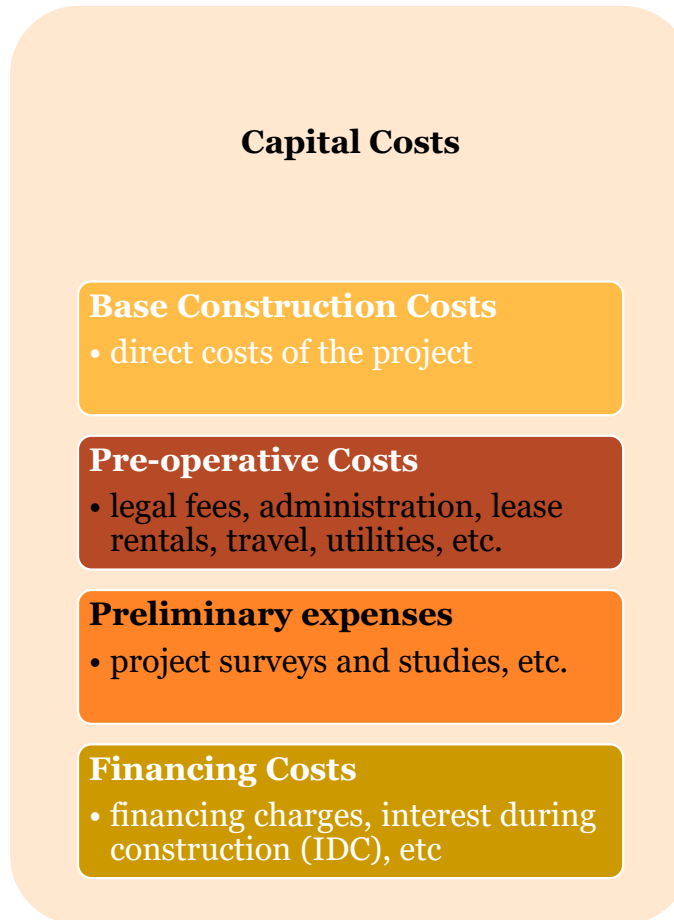 Capital Costs
Base Construction Costs
• direct costs of the project
Pre-operative Costs
• legal fees, administration, lease
rentals, travel, utilities, etc.
Preliminary expenses
• project surveys and studies, etc.
Financing Costs
• financing charges, interest during
construction (IDC), etc